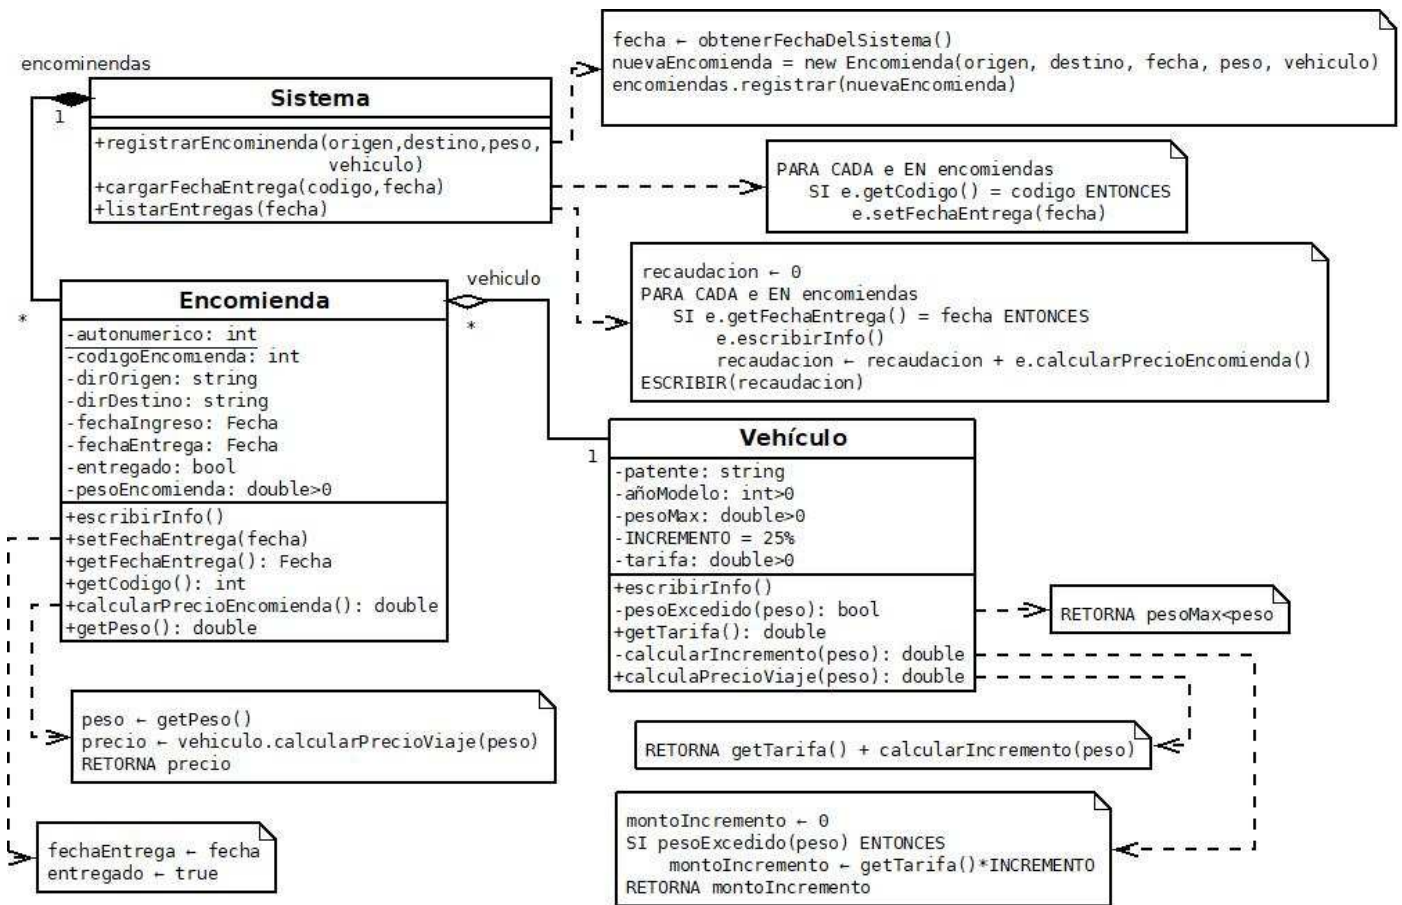 encominendas
1
*
Sistema
+registrarEncominenda(origen,destino,peso,
vehiculo)
+cargarFechaEntrega(codigo,fecha)
+listarEntregas(fecha)
fecha ← obtenerFechaDelSistema()
nuevaEncomienda = new Encomienda(origen, destino, fecha, peso, vehiculo)
encomiendas.registrar(nuevaEncomienda)
PARA CADA e EN encomiendas
SI e.getCodigo() = codigo ENTONCES
e.setFechaEntrega(fecha)
recaudacion ← 0
PARA CADA e EN encomiendas
SI e.getFechaEntrega() = fecha ENTONCES
e.escribirInfo()
recaudacion ← recaudacion + e.calcularPrecioEncomienda()
ESCRIBIR(recaudacion)
Encomienda
-autonumerico: int
-codigoEncomienda: int
-dirOrigen: string
-dirDestino: string
-fechaIngreso: Fecha
-fechaEntrega: Fecha
-entregado: bool
-pesoEncomienda: double>0
+escribirInfo()
+setFechaEntrega(fecha)
+getFechaEntrega(): Fecha
+getCodigo(): int
+calcularPrecioEncomienda(): double
+getPeso(): double
vehiculo
*
1
Vehículo
-patente: string
-añoModelo: int>0
-pesoMax: double>0
-INCREMENTO = 25%
-tarifa: double>0
+escribirInfo()
-pesoExcedido(peso): bool
+getTarifa(): double
-calcularIncremento(peso): double
+calculaPrecioViaje(peso): double
RETORNA pesoMax<peso
peso ← getPeso()
precio ← vehiculo.calcularPrecioViaje(peso)
RETORNA precio
RETORNA getTarifa() + calcularIncremento(peso)
fechaEntrega ← fecha
entregado ← true
montoIncremento ← 0
SI pesoExcedido(peso) ENTONCES
montoIncremento ← getTarifa()*INCREMENTO
RETORNA montoIncremento